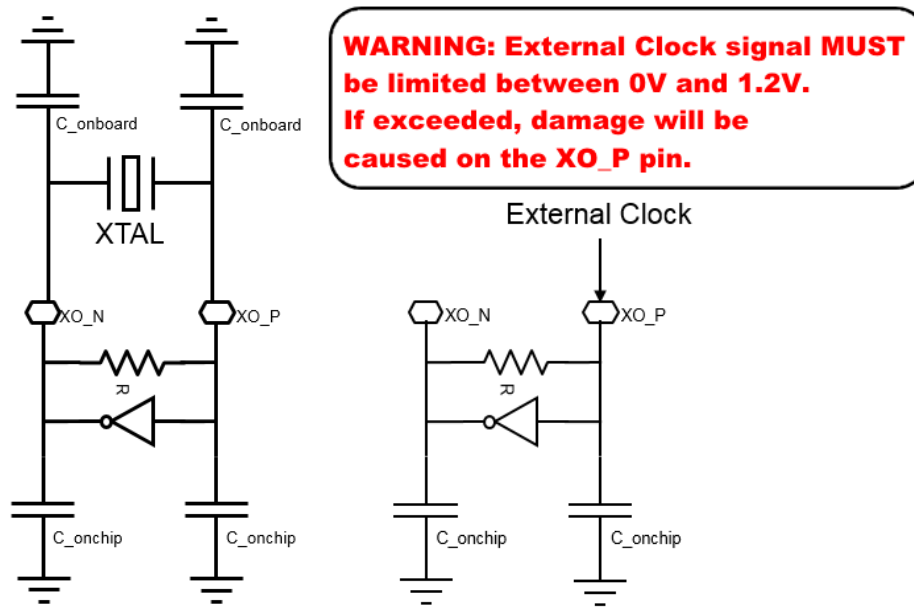 WARNING: External Clock signal MUST
be limited between 0V and 1.2V.
If exceeded, damage will be
caused on the XO_P pin.
C_onboard
C_onboard
XTAL
External Clock
XO_N
XO_P
XO_N
XO_P
R
R
C_onchip
C_onchip
C_onchip
C_onchip